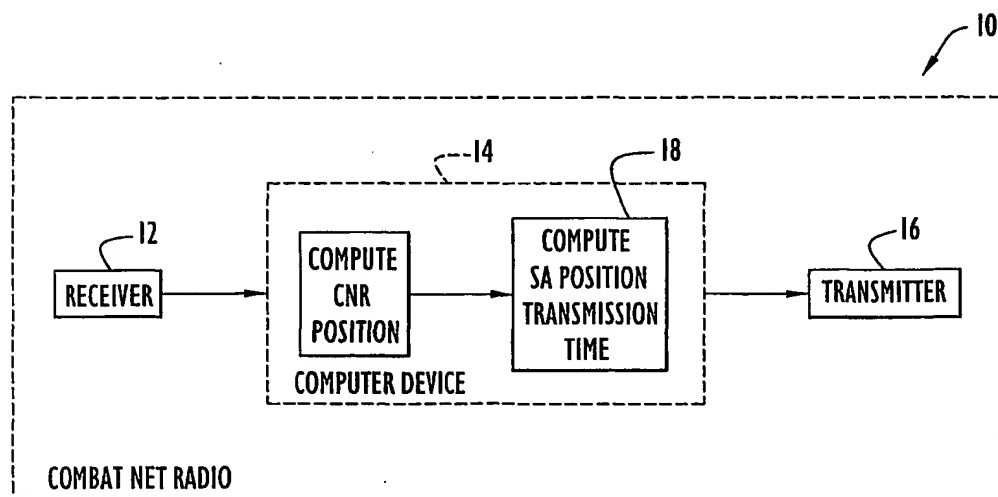 10
14
18
12
16
RECEIVER
COMPUTE
CNR
POSITION
COMPUTE
SA POSITION
TRANSMISSION
TIME
TRANSMITTER
COMPUTER DEVICE
COMBAT NET RADIO